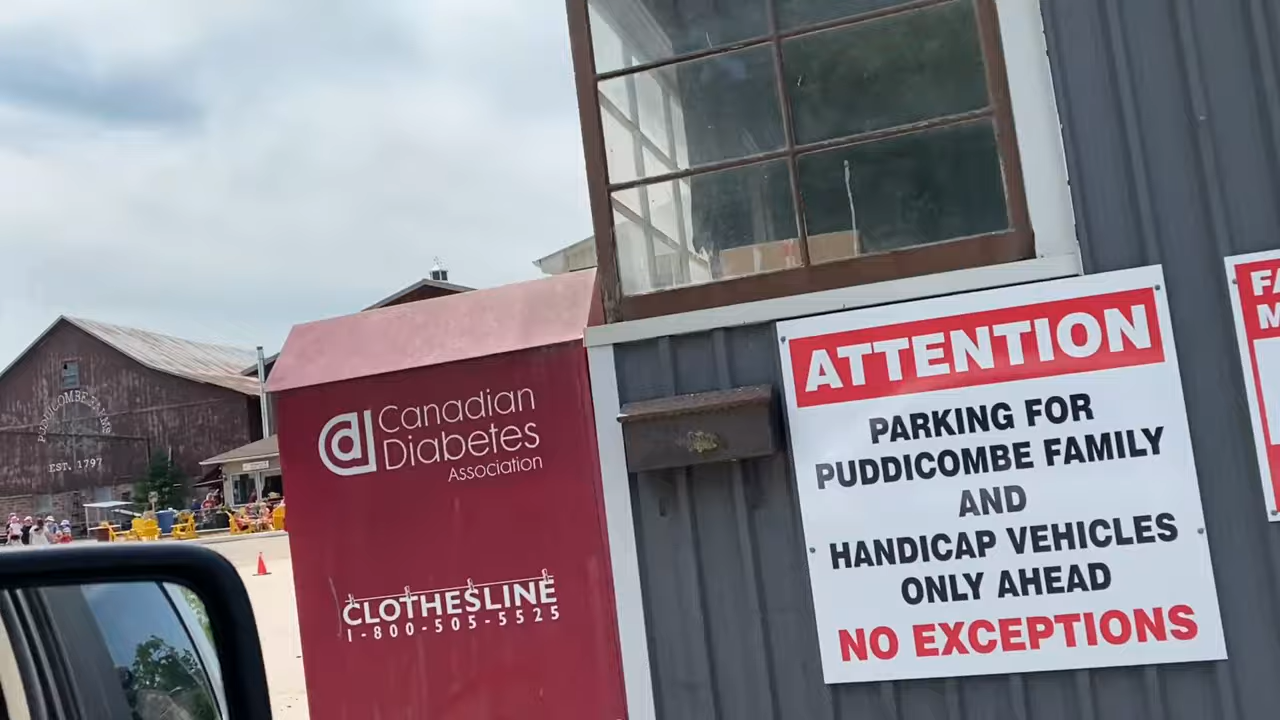 PUDDICOMBE FARMS
EST. 1797
Canadian
Diabetes
Association
CLOTHESLINE
1-800-505-5525
ATTENTION
PARKING FOR
PUDDICOMBE FAMILY
AND
HANDICAP VEHICLES
ONLY AHEAD
NO EXCEPTIONS